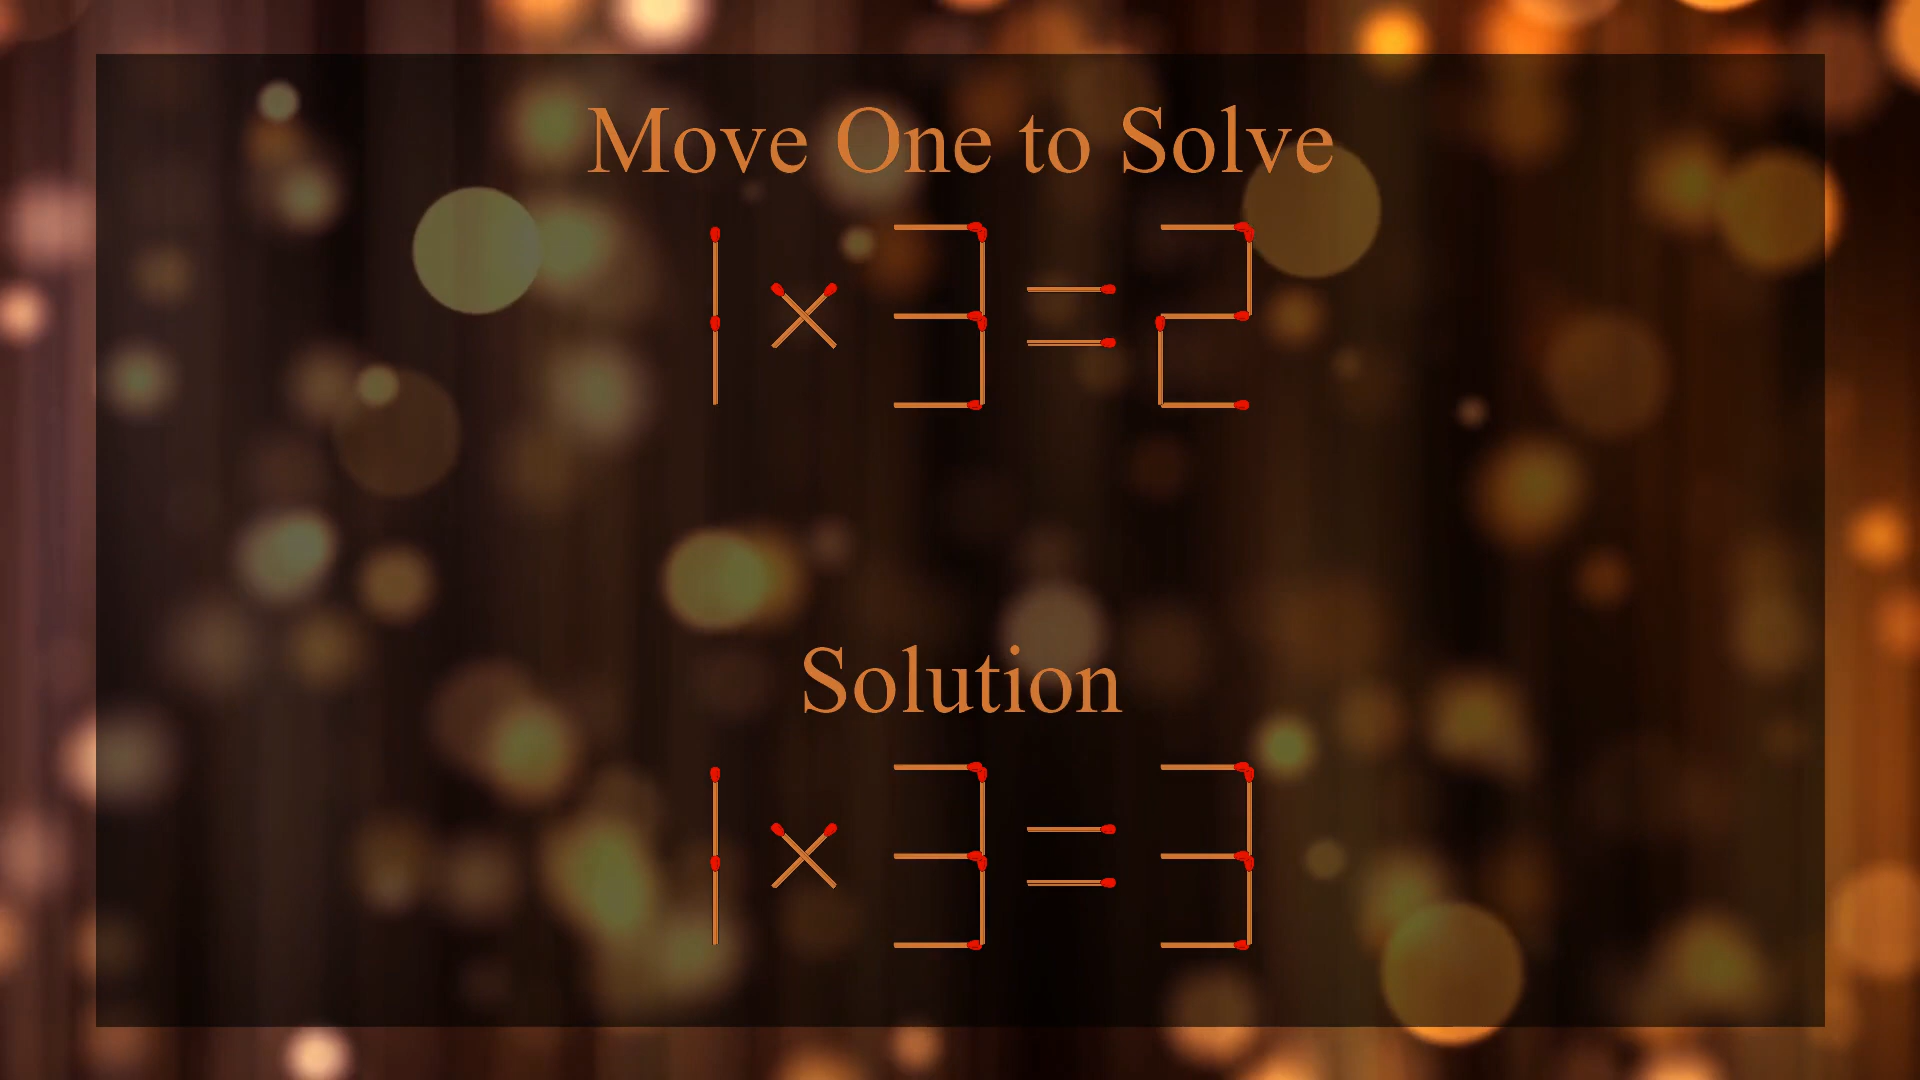 Move One to Solve
1 × 3 = 2
Solution
1 × 3 = 3